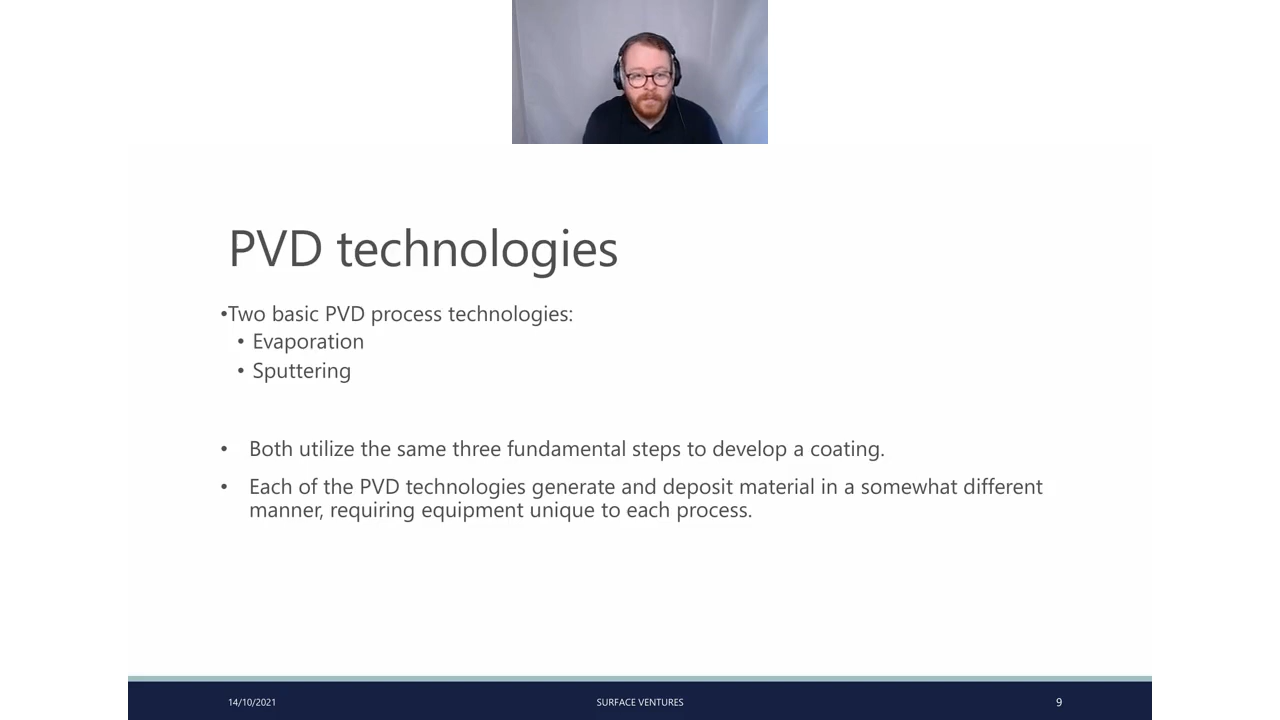 PVD technologies
•Two basic PVD process technologies:
• Evaporation
• Sputtering
• Both utilize the same three fundamental steps to develop a coating.
• Each of the PVD technologies generate and deposit material in a somewhat different
manner, requiring equipment unique to each process.
14/10/2021 SURFACE VENTURES 9